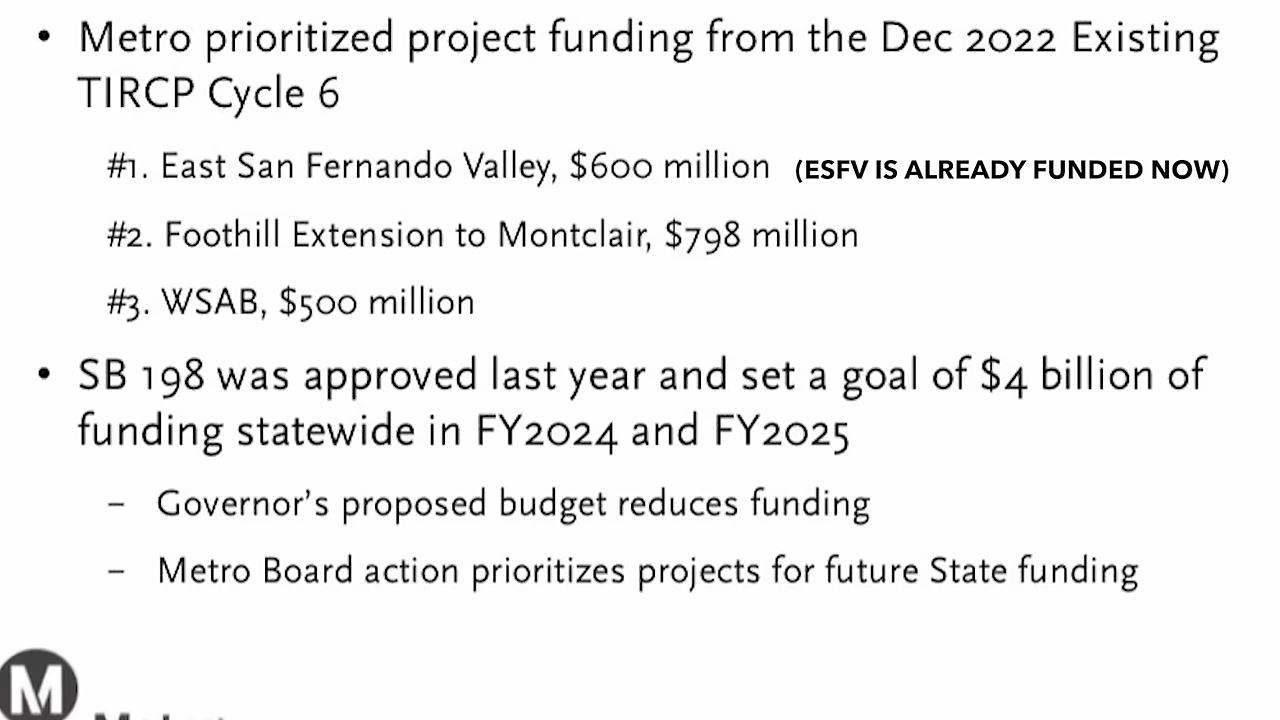 • Metro prioritized project funding from the Dec 2022 Existing
TIRCP Cycle 6
#1. East San Fernando Valley, $600 million (ESFV IS ALREADY FUNDED NOW)
#2. Foothill Extension to Montclair, $798 million
#3. WSAB, $500 million
• SB 198 was approved last year and set a goal of $4 billion of
funding statewide in FY2024 and FY2025
– Governor's proposed budget reduces funding
– Metro Board action prioritizes projects for future State funding
M